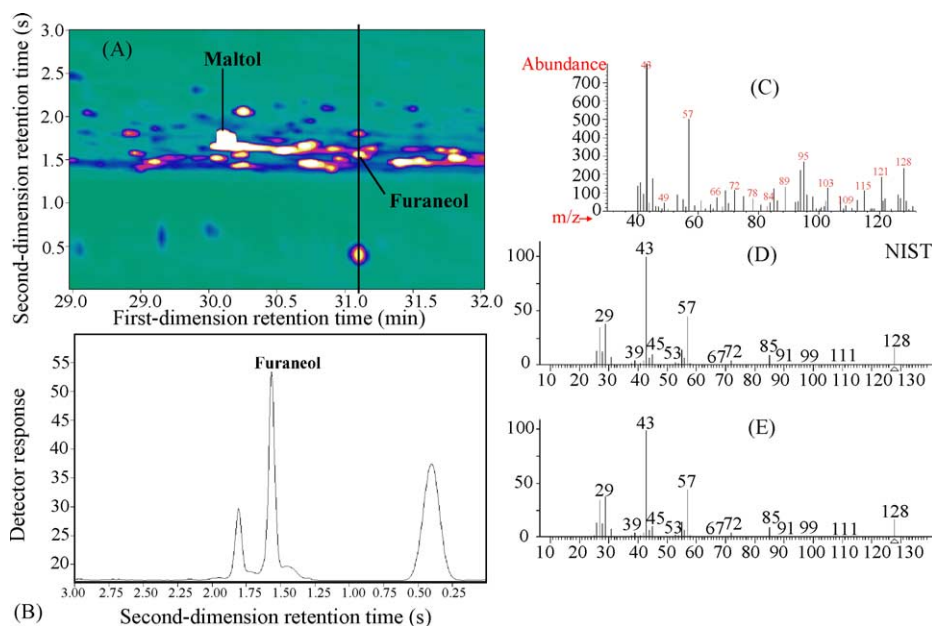 (A)
Second-dimension retention time (s)
3.0
2.5
2.0
1.5
1.0
0.5
Maltol
Furaneol
29.0 29.0 30.0 30.5 31.0 31.5 32.0
First-dimension retention time (min)
(B)
Detector response
55
50
45
40
35
30
25
20
Furaneol
3.00 2.75 2.50 2.25 2.00 1.75 1.50 1.25 1.00 0.75 0.50 0.25
Second-dimension retention time (s)
Abundance
(C)
700
600
500
400
300
200
100
0
m/z→
43
57
49 66 72 78 84 89 95 103 109 115 121 128
40 60 80 100 120
(D)
NIST
100
50
0
29 39 43 45 53 57 67 72 85 91 99 111 128
10 20 30 40 50 60 70 80 90 100 110 120 130
(E)
100
50
0
29 39 43 45 53 57 67 72 85 91 99 111 128
10 20 30 40 50 60 70 80 90 100 110 120 130